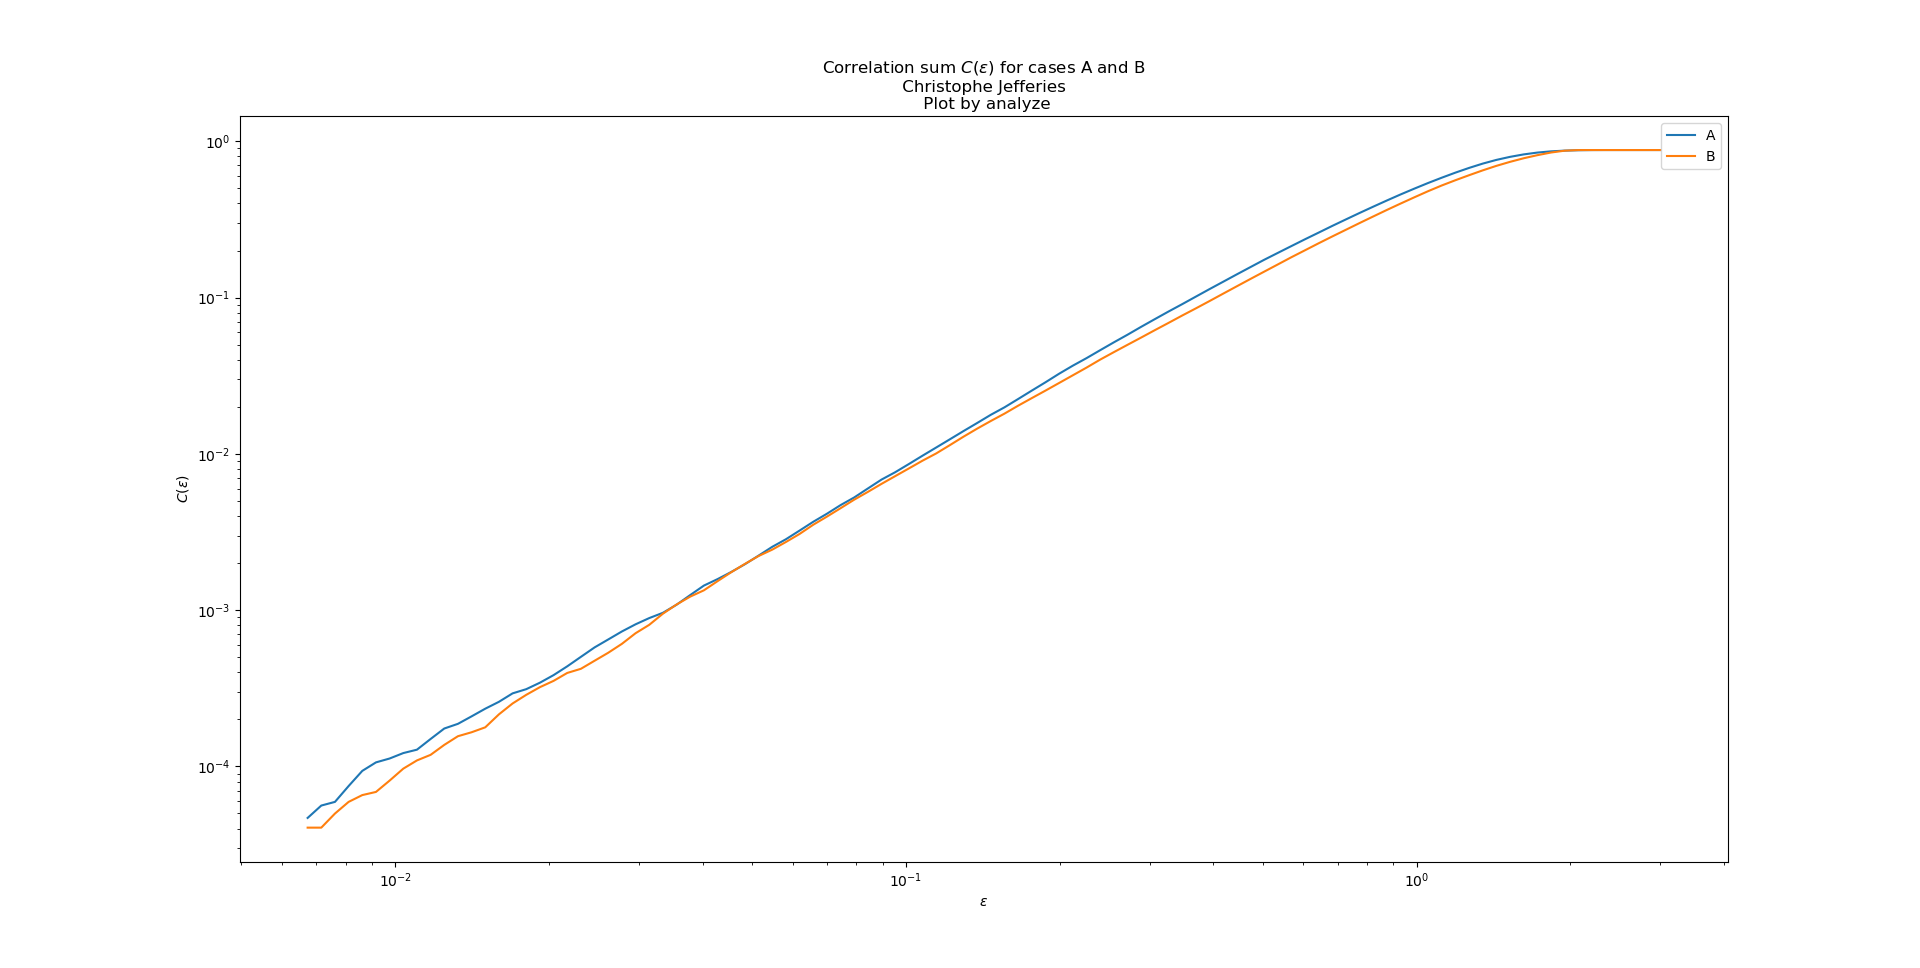 Correlation sum C(ε) for cases A and B
Christophe Jefferies
Plot by analyze
A
B
10⁰
10⁻¹
10⁻²
10⁻³
10⁻⁴
C(ε)
10⁻²
10⁻¹
10⁰
ε